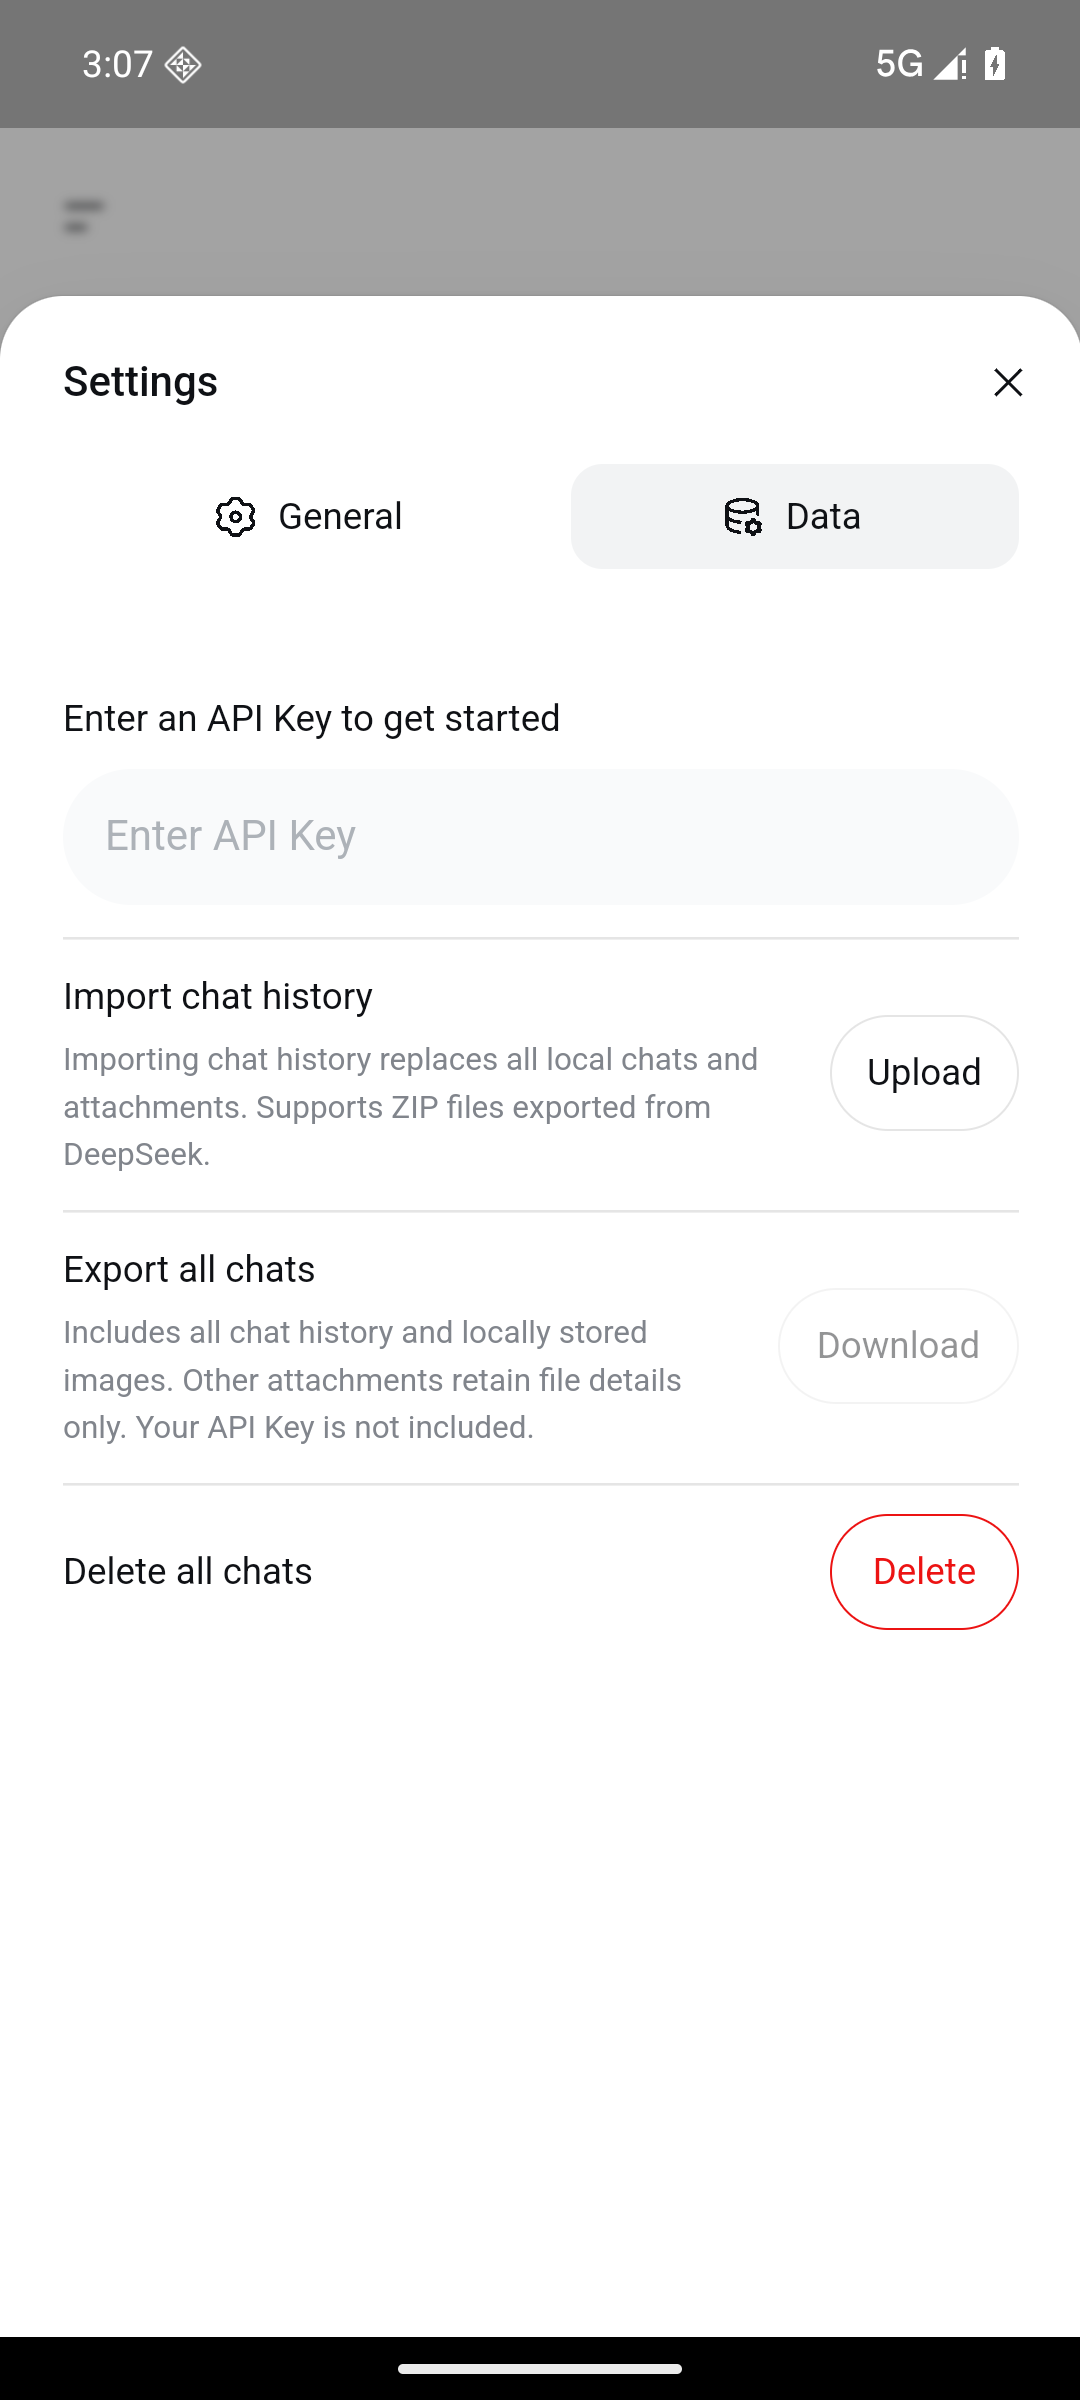 3:07
5G
Settings
General
Data
Enter an API Key to get started
Enter API Key
Import chat history
Importing chat history replaces all local chats and
attachments. Supports ZIP files exported from
DeepSeek.
Upload
Export all chats
Includes all chat history and locally stored
images. Other attachments retain file details
only. Your API Key is not included.
Download
Delete all chats
Delete